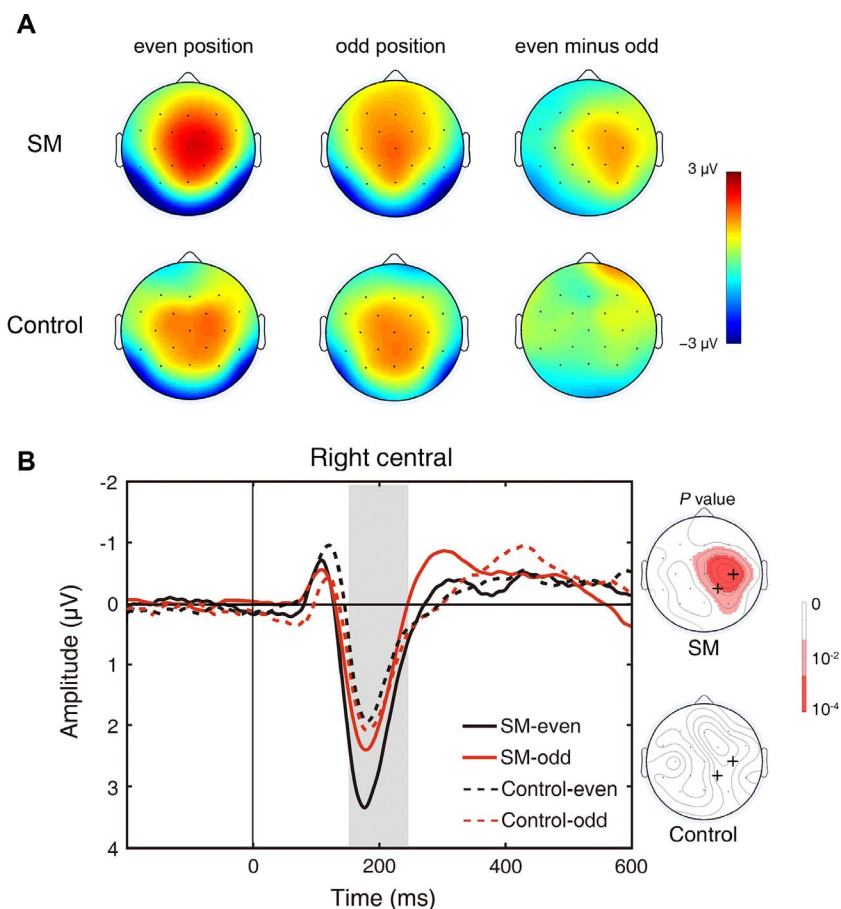 A
even position
odd position
even minus odd
SM
3 µV
Control
−3 µV
B
Right central
-2
-1
0
1
2
3
4
Amplitude (µV)
SM-even
SM-odd
Control-even
Control-odd
0
200
400
600
Time (ms)
P value
SM
0
10-2
10-4
Control